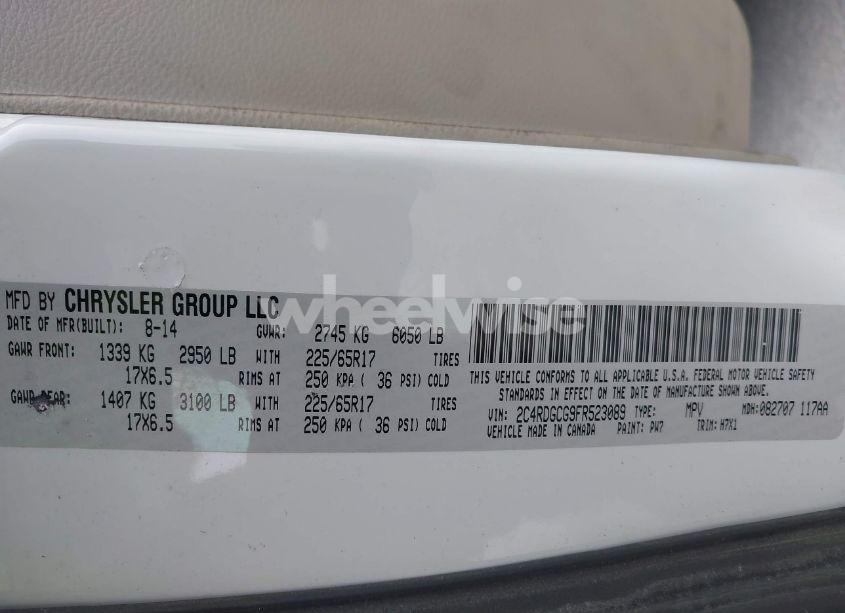 wheelwise
MFD BY CHRYSLER GROUP LLC
DATE OF MFR(BUILT): 8-14 GVWR: 2745 KG 6050 LB
GAWR FRONT: 1339 KG 2950 LB WITH 225/65R17 TIRES
17X6.5 RIMS AT 250 KPA ( 36 PSI) COLD
GAWR REAR: 1407 KG 3100 LB WITH 225/65R17 TIRES
17X6.5 RIMS AT 250 KPA ( 36 PSI) COLD
THIS VEHICLE CONFORMS TO ALL APPLICABLE U.S.A. FEDERAL MOTOR VEHICLE SAFETY
STANDARDS IN EFFECT ON DATE OF MANUFACTURE SHOWN ABOVE.
VIN: 2C4RDGCG9FR523089 TYPE: MPV MDH:082707 117AA
VEHICLE MADE IN CANADA PAINT: PW7 TRIM: H7X1